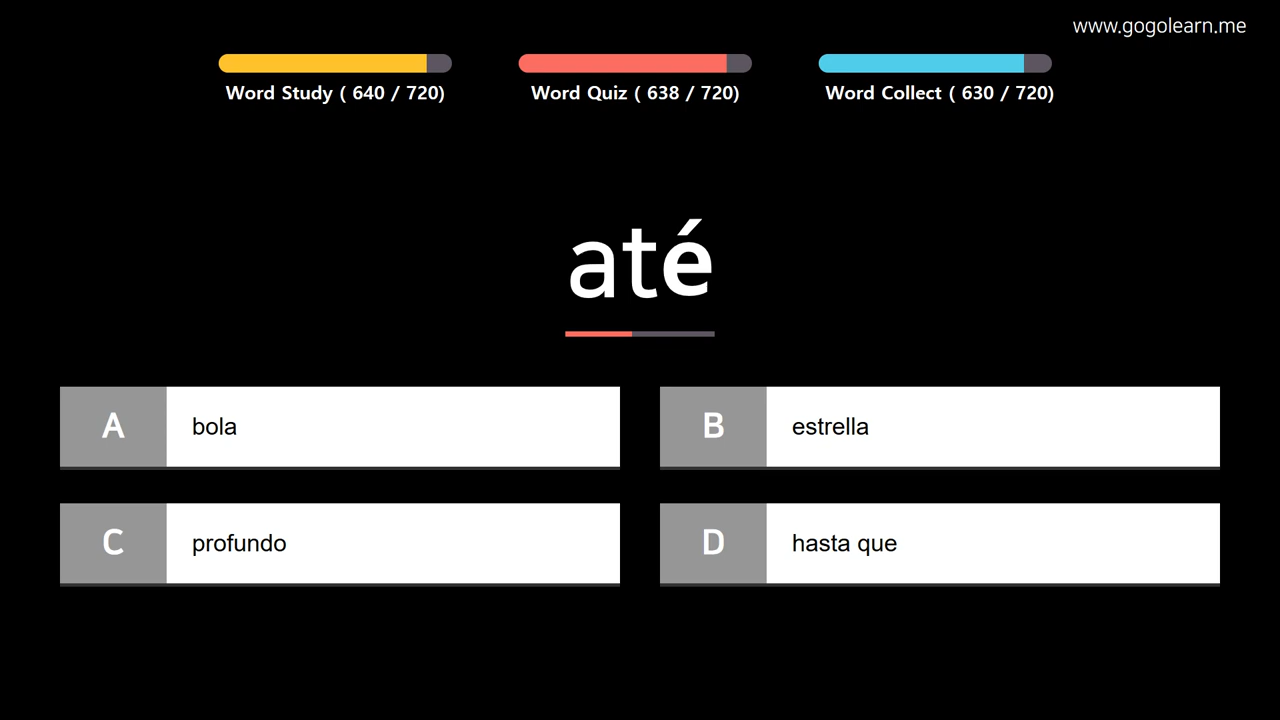 www.gogolearn.me
Word Study ( 640 / 720)
Word Quiz ( 638 / 720)
Word Collect ( 630 / 720)
até
A bola
B estrella
C profundo
D hasta que